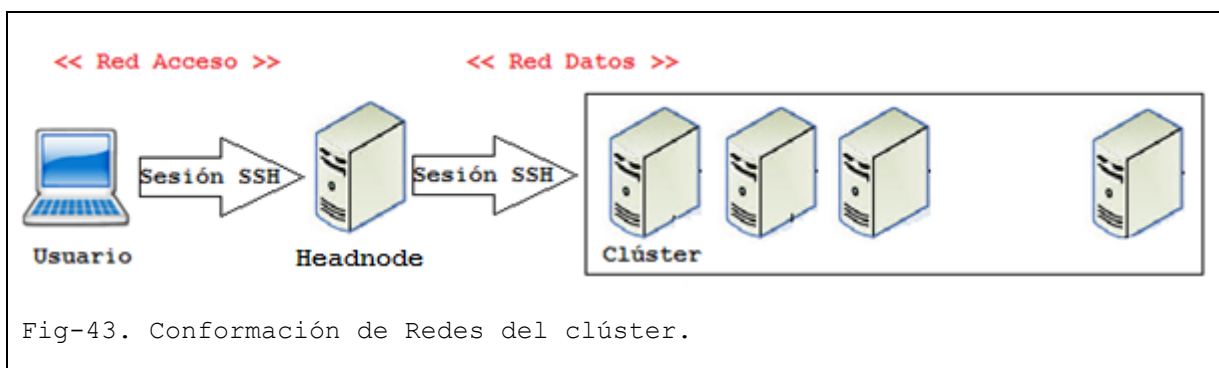 << Red Acceso >>
<< Red Datos >>
Sesión SSH
Sesión SSH
Usuario
Headnode
Clúster
Fig-43. Conformación de Redes del clúster.